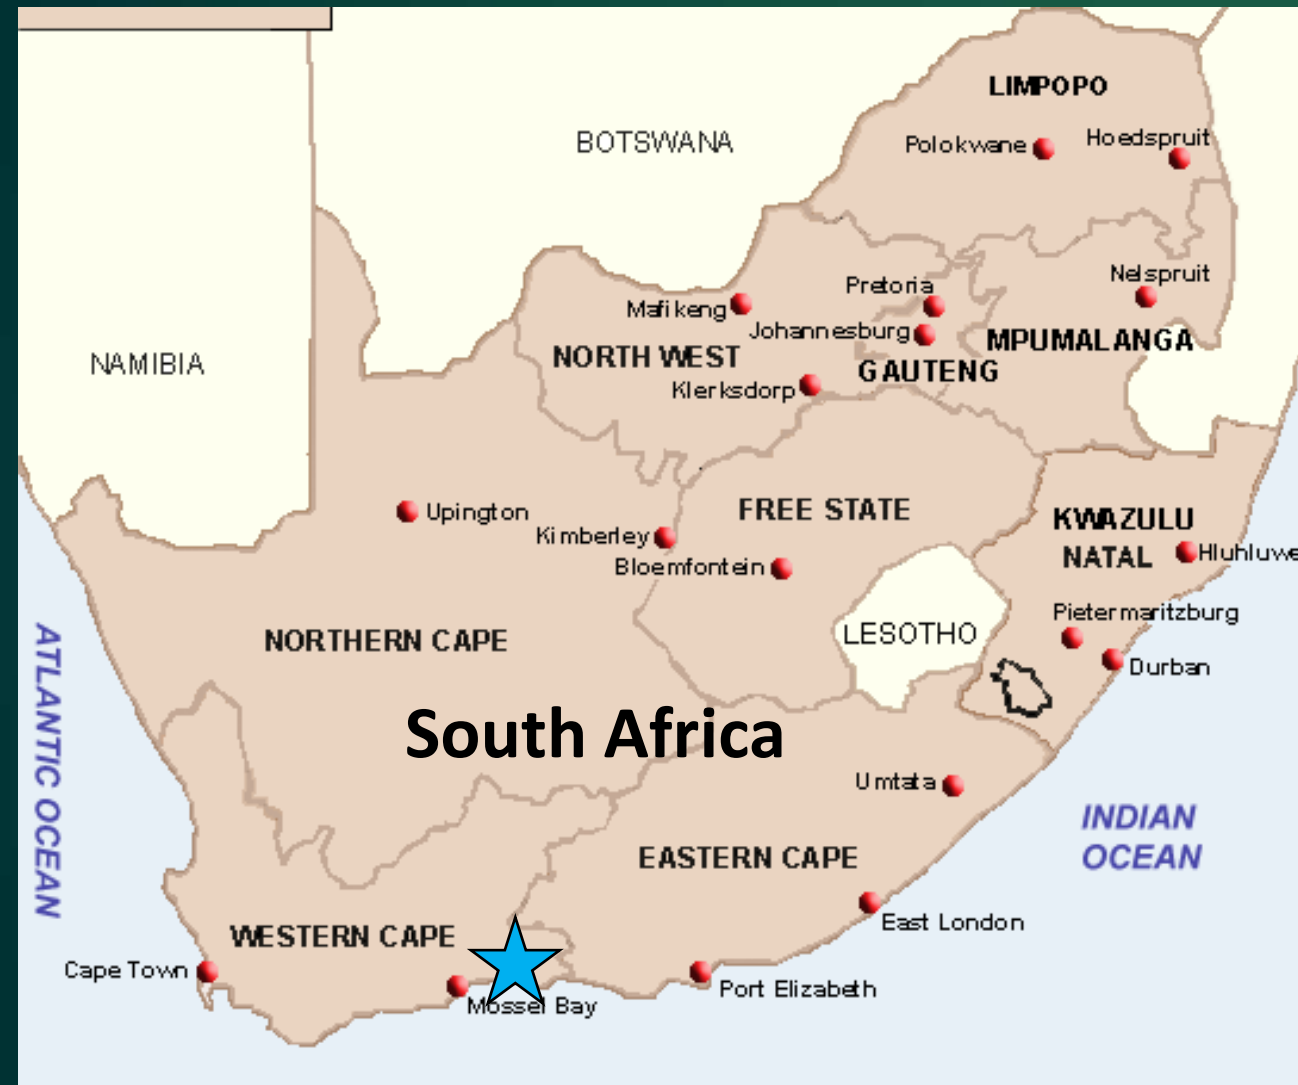 LIMPOPO
BOTSWANA
Polokwane
Hoedspruit
Nelspruit
Pretoria
Mafikeng
Johannesburg
MPUMALANGA
NAMIBIA
NORTH WEST
GAUTENG
Klerksdorp
Upington
FREE STATE
KWAZULU
NATAL
Kimberley
Hluhluwe
Bloemfontein
Pietermaritzburg
LESOTHO
NORTHERN CAPE
Durban
ATLANTIC OCEAN
South Africa
Umtata
INDIAN
OCEAN
EASTERN CAPE
East London
WESTERN CAPE
Cape Town
Port Elizabeth
Mossel Bay